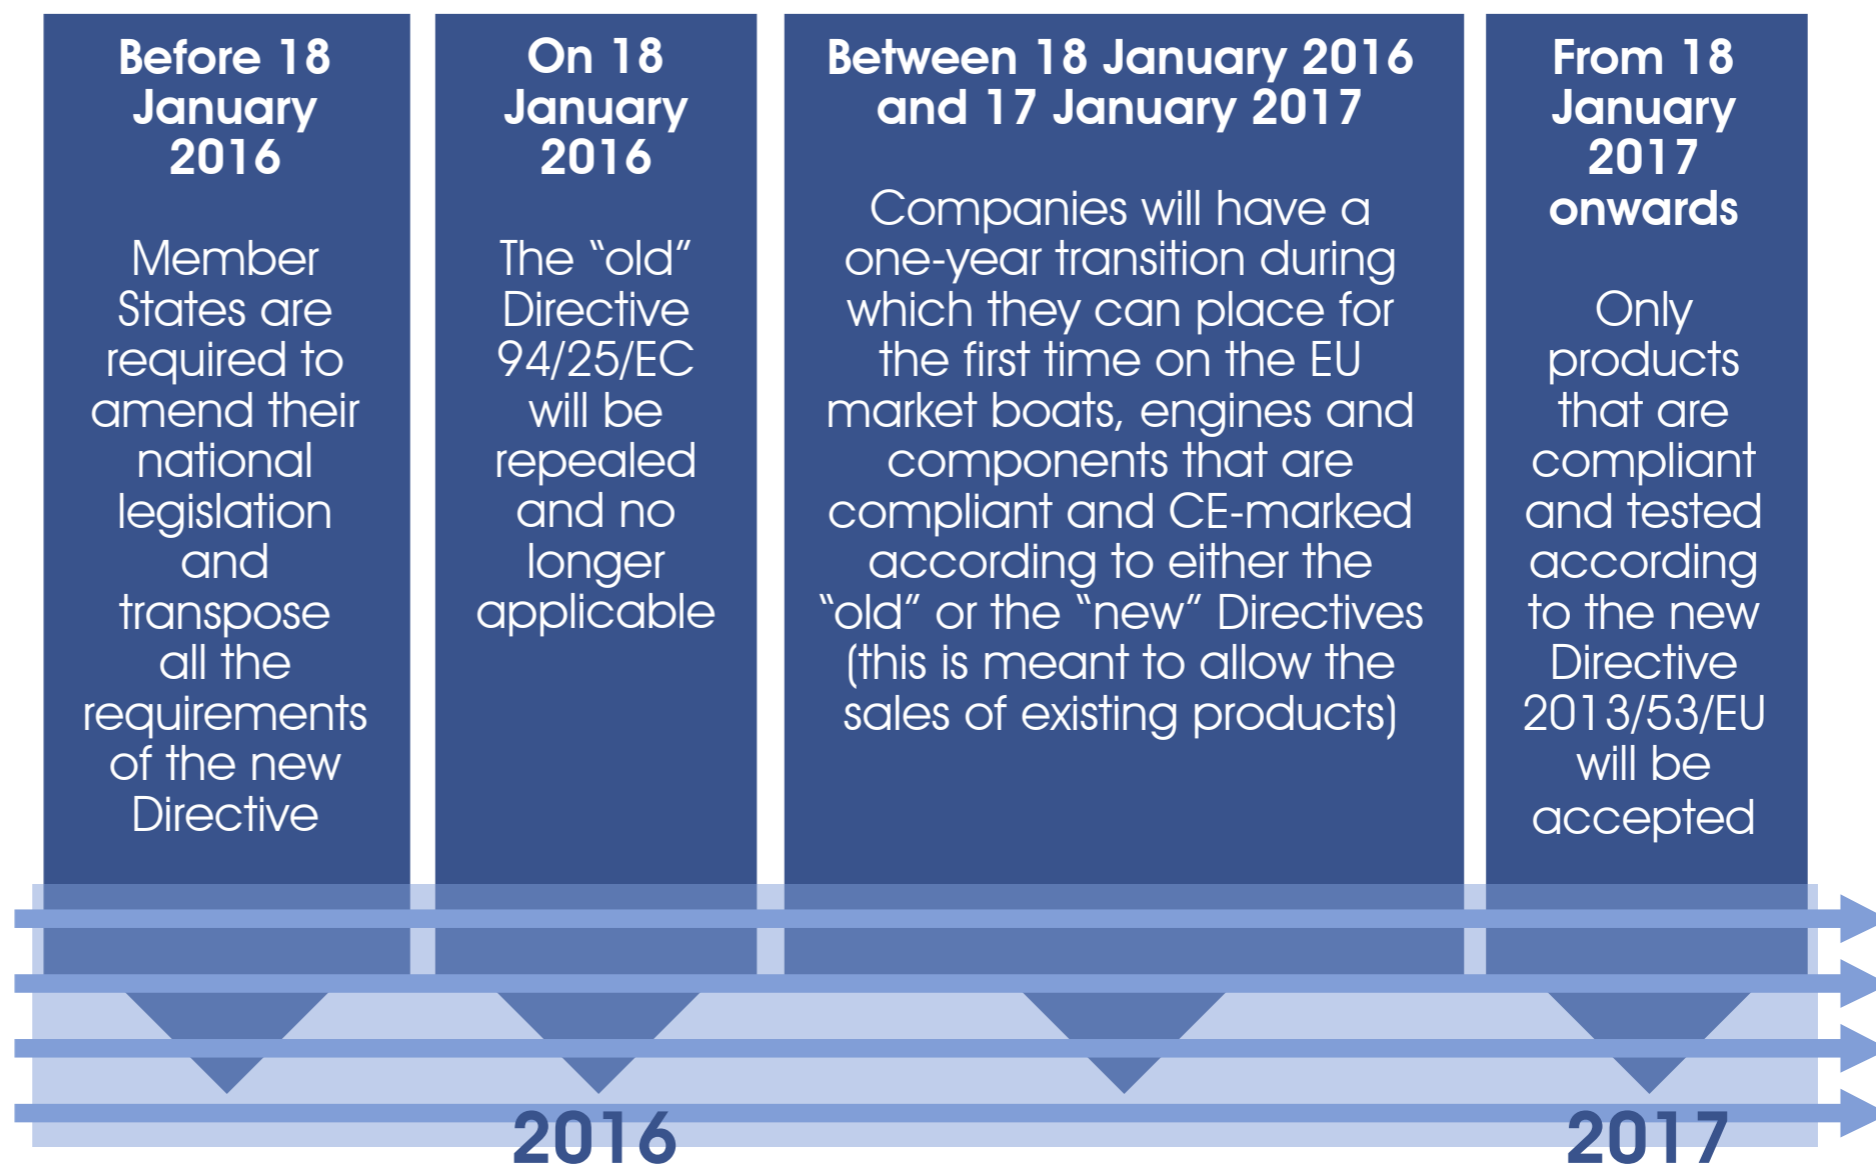 Before 18
January
2016
Member
States are
required to
amend their
national
legislation
and
transpose
all the
requirements
of the new
Directive
On 18
January
2016
The “old”
Directive
94/25/EC
will be
repealed
and no
longer
applicable
Between 18 January 2016
and 17 January 2017
Companies will have a
one-year transition during
which they can place for
the first time on the EU
market boats, engines and
components that are
compliant and CE-marked
according to either the
“old” or the “new” Directives
(this is meant to allow the
sales of existing products)
From 18
January
2017
onwards
Only
products
that are
compliant
and tested
according
to the new
Directive
2013/53/EU
will be
accepted
2016
2017